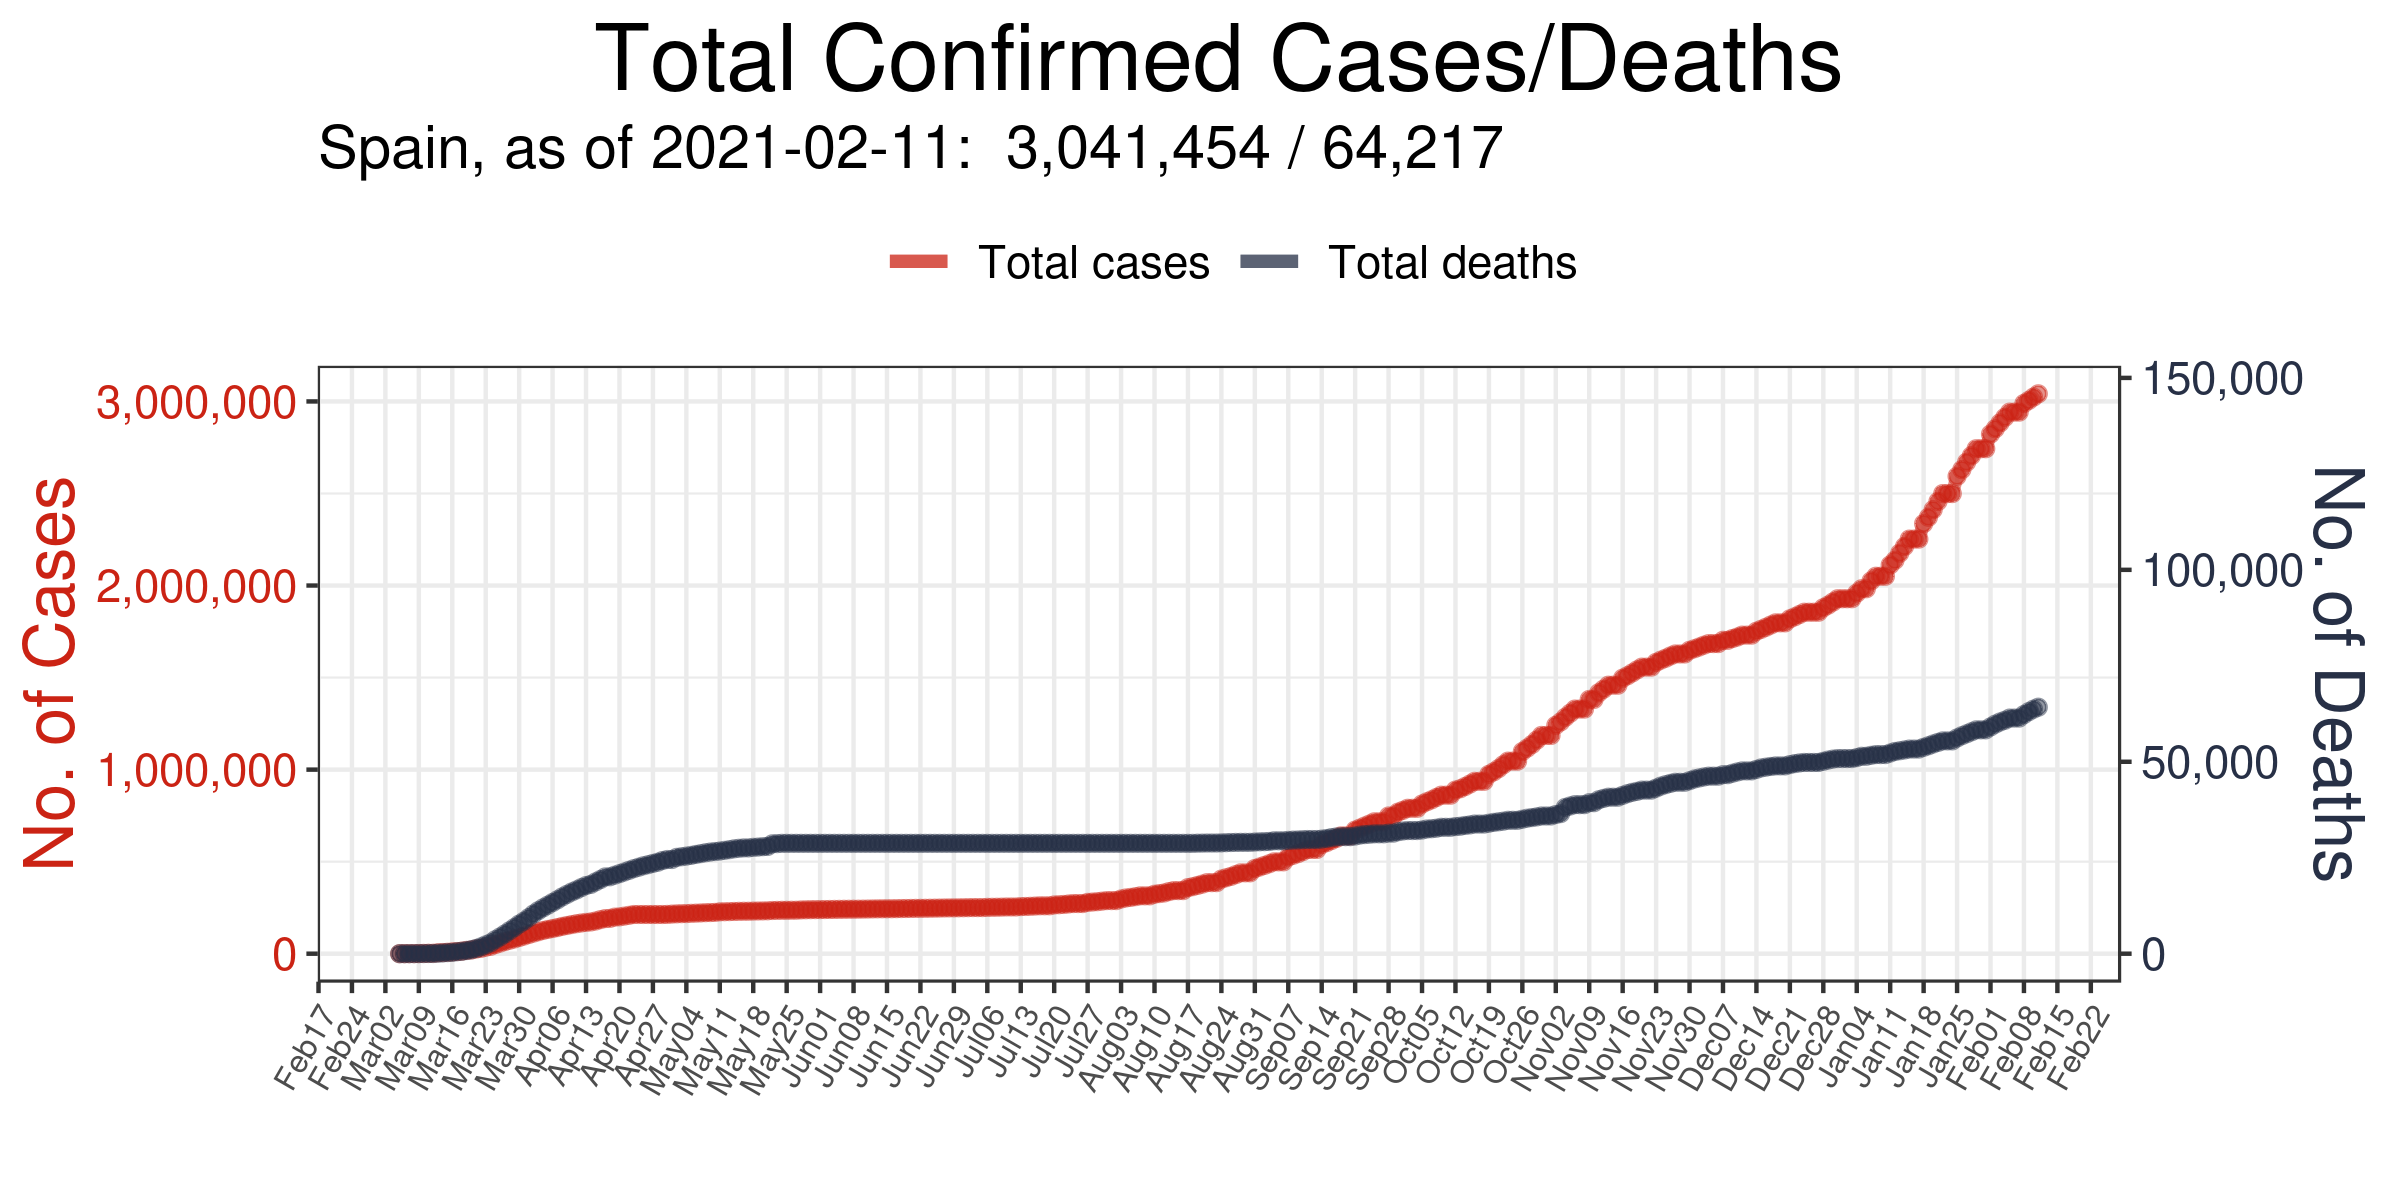 Total Confirmed Cases/Deaths
Spain, as of 2021-02-11:  3,041,454 / 64,217
Total cases
Total deaths
No. of Cases
3,000,000
2,000,000
1,000,000
0
150,000
100,000
50,000
0
No. of Deaths
Feb17
Feb24
Mar02
Mar09
Mar16
Mar23
Mar30
Apr06
Apr13
Apr20
Apr27
May04
May11
May18
May25
Jun01
Jun08
Jun15
Jun22
Jun29
Jul06
Jul13
Jul20
Jul27
Aug03
Aug10
Aug17
Aug24
Aug31
Sep07
Sep14
Sep21
Sep28
Oct05
Oct12
Oct19
Oct26
Nov02
Nov09
Nov16
Nov23
Nov30
Dec07
Dec14
Dec21
Dec28
Jan04
Jan11
Jan18
Jan25
Feb01
Feb08
Feb15
Feb22